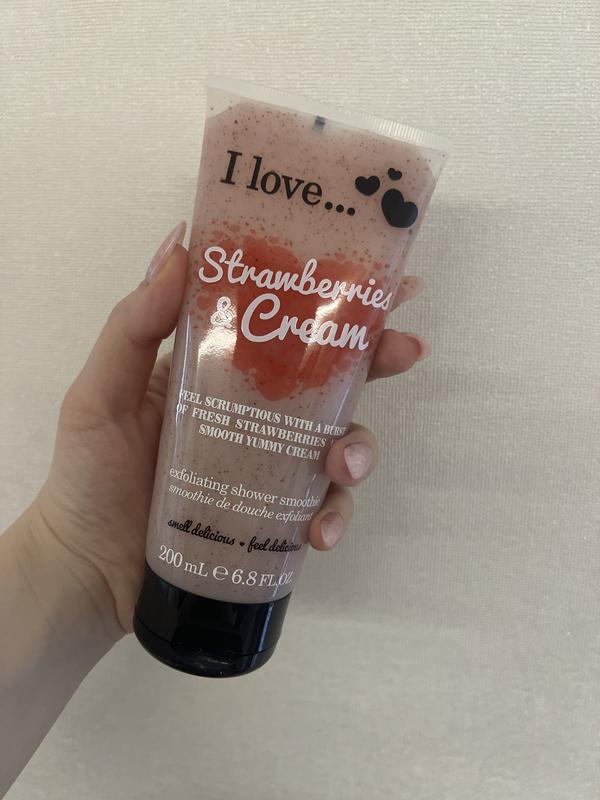 I love...
Strawberries
& Cream
FEEL SCRUMPTIOUS WITH A BURST
OF FRESH STRAWBERRIES
SMOOTH YUMMY CREAM
exfoliating shower smoothie
smoothie de douche exfoliant
smell delicious ♥ feel delicious
200 mL ℮ 6.8 FL.OZ.